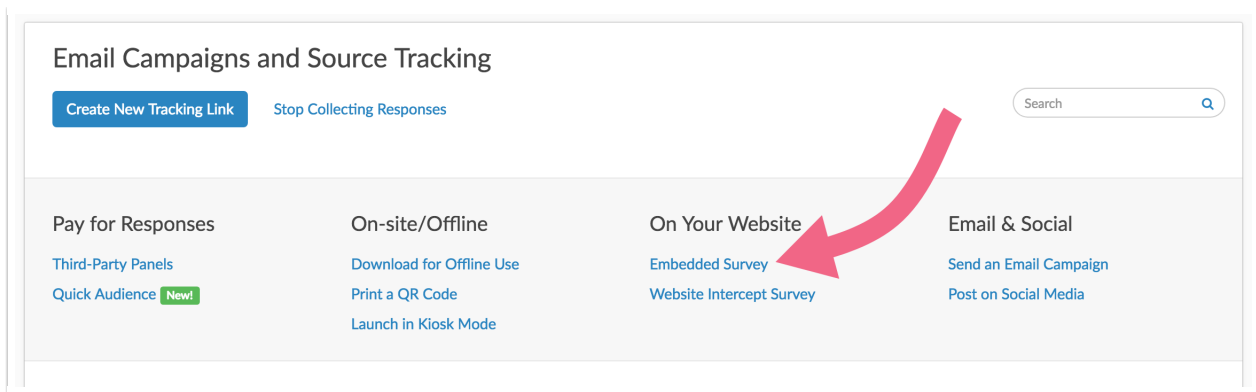 Email Campaigns and Source Tracking
Create New Tracking Link
Stop Collecting Responses
Search
Pay for Responses
Third-Party Panels
Quick Audience New!
On-site/Offline
Download for Offline Use
Print a QR Code
Launch in Kiosk Mode
On Your Website
Embedded Survey
Website Intercept Survey
Email & Social
Send an Email Campaign
Post on Social Media